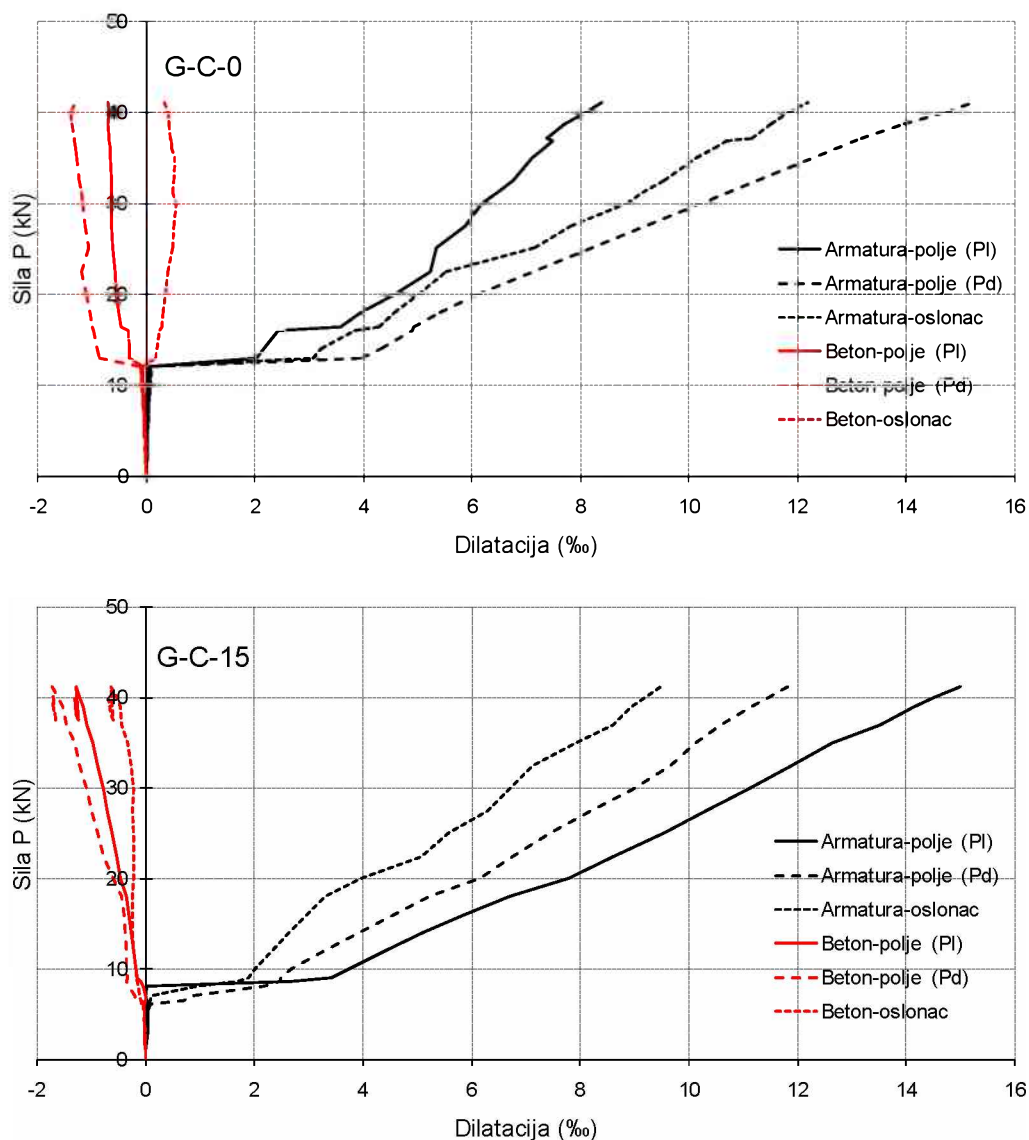 50
G-C-0
40
Sila P (kN)
30
20
10
0
Armatura-polje (Pl)
Armatura-polje (Pd)
Armatura-oslonac
Beton-polje (Pl)
Beton-polje (Pd)
Beton-oslonac
-2 0 2 4 6 8 10 12 14 16
Dilatacija (‰)
50
G-C-15
40
Sila P (kN)
30
20
10
0
Armatura-polje (Pl)
Armatura-polje (Pd)
Armatura-oslonac
Beton-polje (Pl)
Beton-polje (Pd)
Beton-oslonac
-2 0 2 4 6 8 10 12 14 16
Dilatacija (‰)